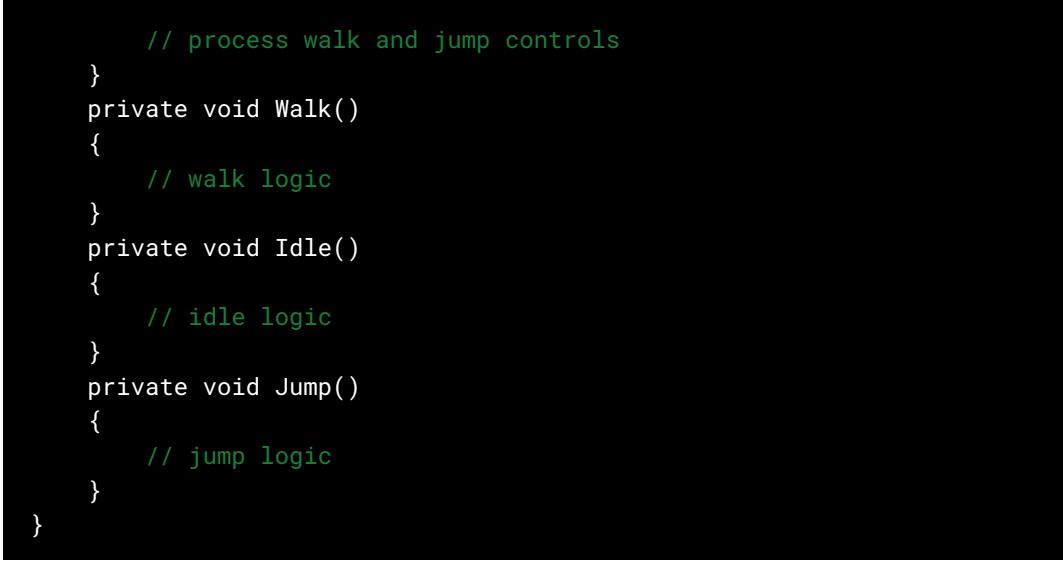 // process walk and jump controls
    }
    private void Walk()
    {
        // walk logic
    }
    private void Idle()
    {
        // idle logic
    }
    private void Jump()
    {
        // jump logic
    }
}